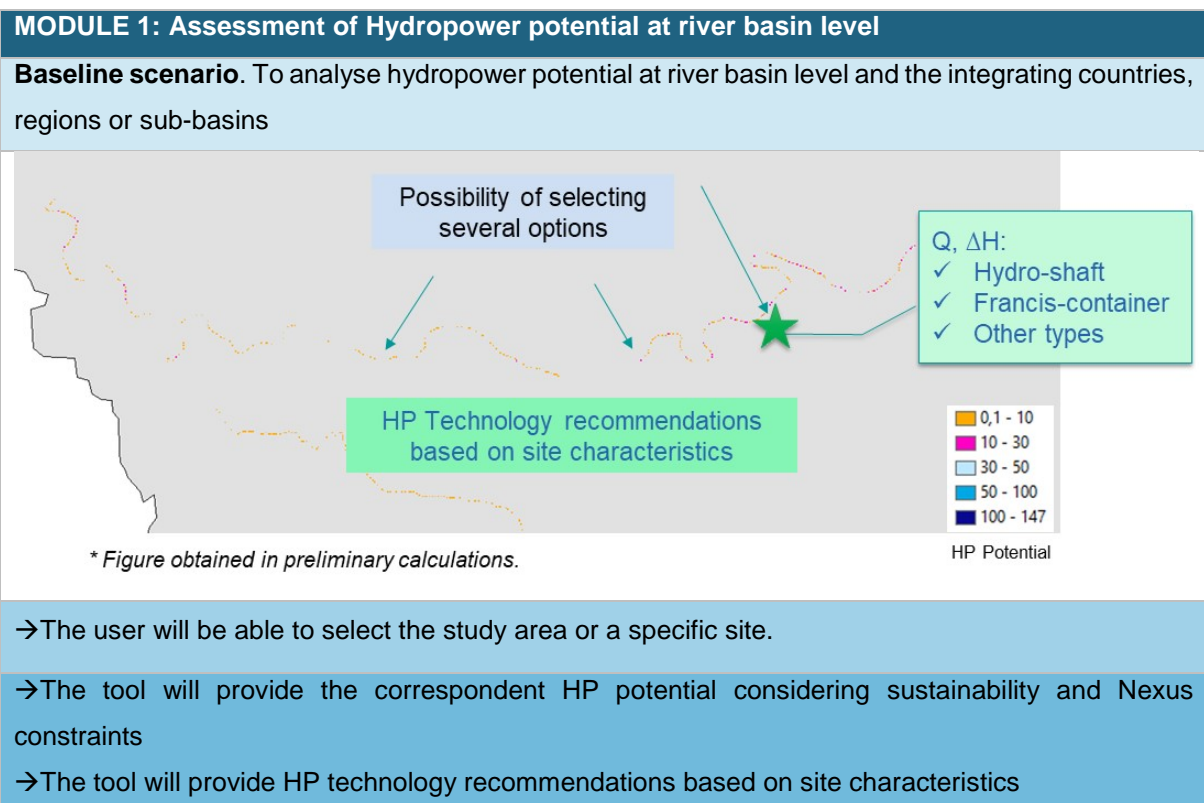 MODULE 1: Assessment of Hydropower potential at river basin level
Baseline scenario. To analyse hydropower potential at river basin level and the integrating countries,
regions or sub-basins
Possibility of selecting
several options
Q, ΔH:
✓ Hydro-shaft
✓ Francis-container
✓ Other types
HP Technology recommendations
based on site characteristics
0,1 - 10
10 - 30
30 - 50
50 - 100
100 - 147
HP Potential
* Figure obtained in preliminary calculations.
→The user will be able to select the study area or a specific site.
→The tool will provide the correspondent HP potential considering sustainability and Nexus
constraints
→The tool will provide HP technology recommendations based on site characteristics